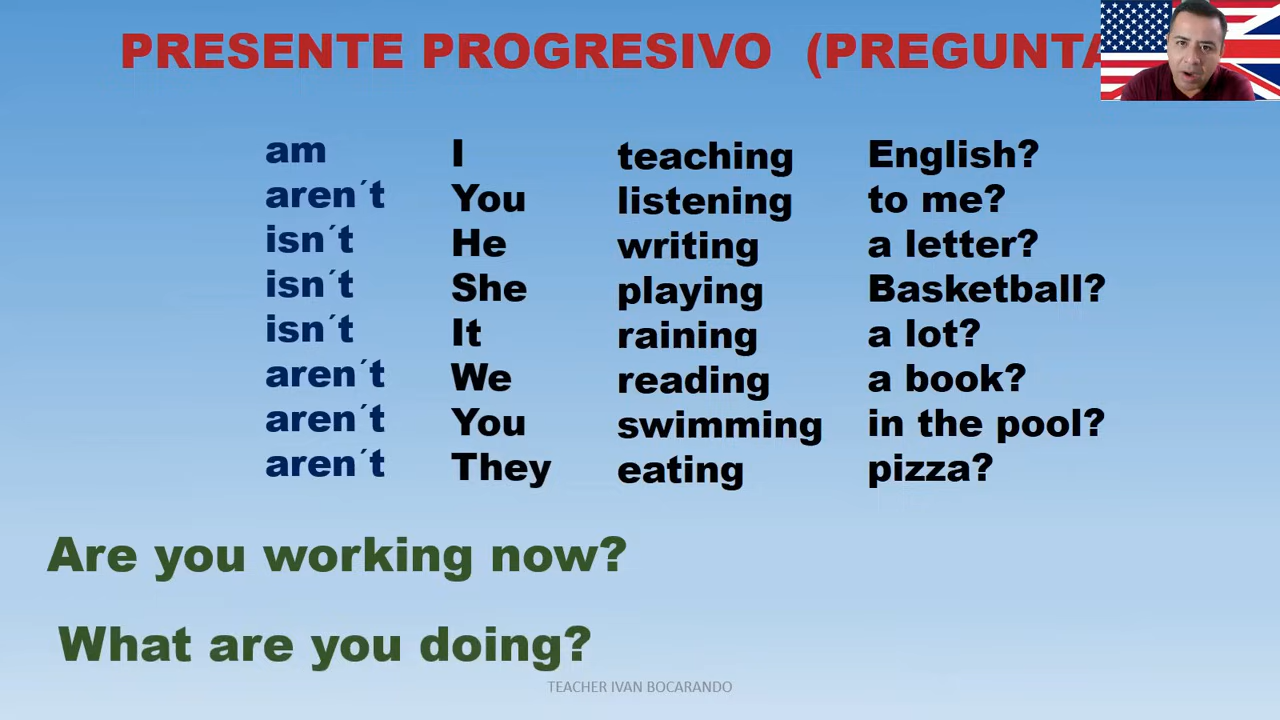 PRESENTE PROGRESIVO (PREGUNTA
am I teaching English?
aren´t You listening to me?
isn´t He writing a letter?
isn´t She playing Basketball?
isn´t It raining a lot?
aren´t We reading a book?
aren´t You swimming in the pool?
aren´t They eating pizza?
Are you working now?
What are you doing?
TEACHER IVAN BOCARANDO